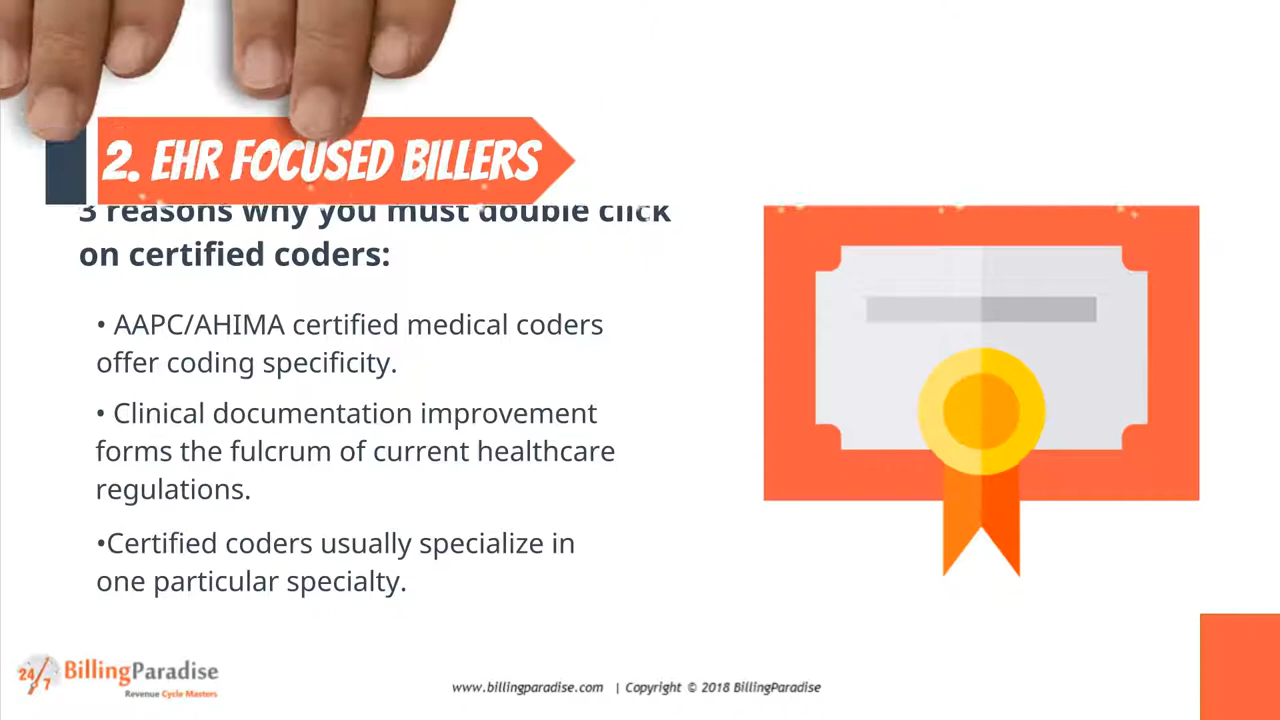 2. EHR FOCUSED BILLERS
3 reasons why you must double click
on certified coders:
• AAPC/AHIMA certified medical coders
offer coding specificity.
• Clinical documentation improvement
forms the fulcrum of current healthcare
regulations.
•Certified coders usually specialize in
one particular specialty.
24/7 BillingParadise
Revenue Cycle Masters
www.billingparadise.com | Copyright © 2018 BillingParadise